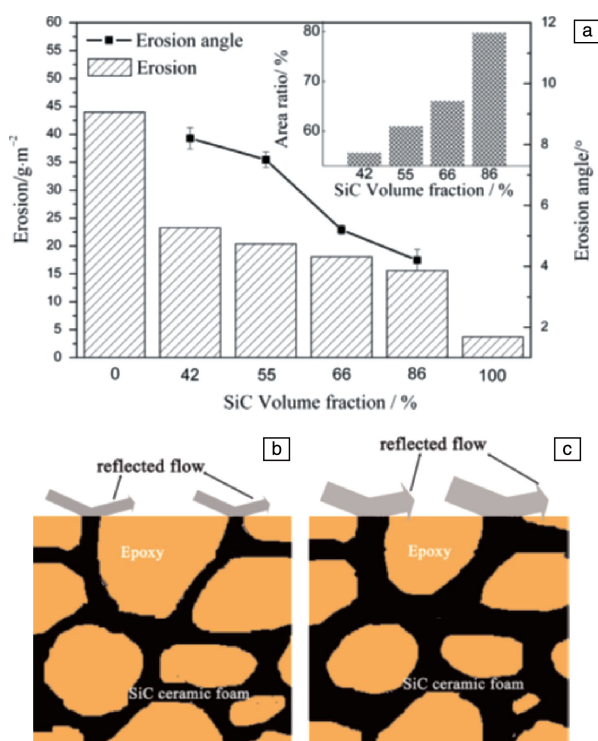 a
Erosion angle
Erosion
Erosion/g·m⁻²
60
55
50
45
40
35
30
25
20
15
10
5
0
0 42 55 66 86 100
SiC Volume fraction / %
Erosion angle/°
12
10
8
6
4
2
Area ratio/ %
80
70
60
42 55 66 86
SiC Volume fraction / %
b
reflected flow
Epoxy
SiC ceramic foam
c
reflected flow
Epoxy
SiC ceramic foam